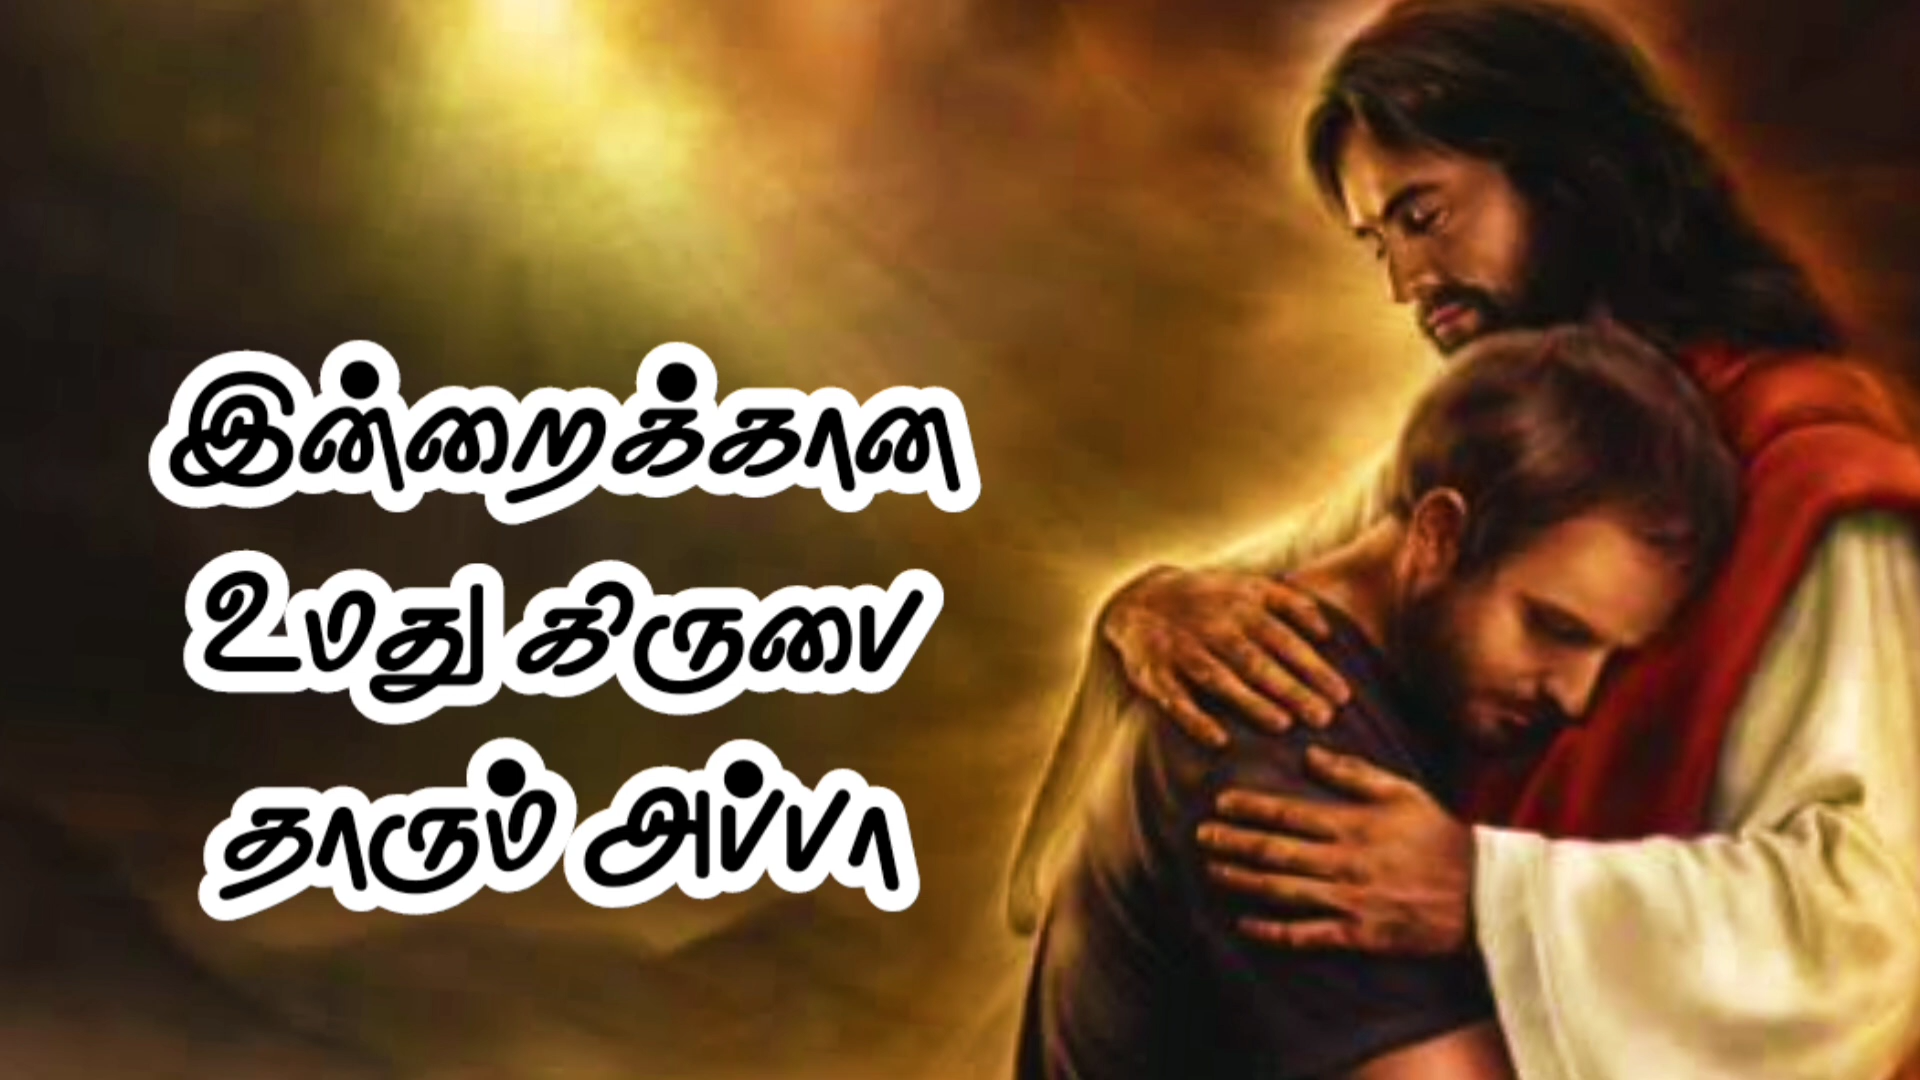 இன்றைக்கான
உமது கிருபை
தாரும் அப்பா